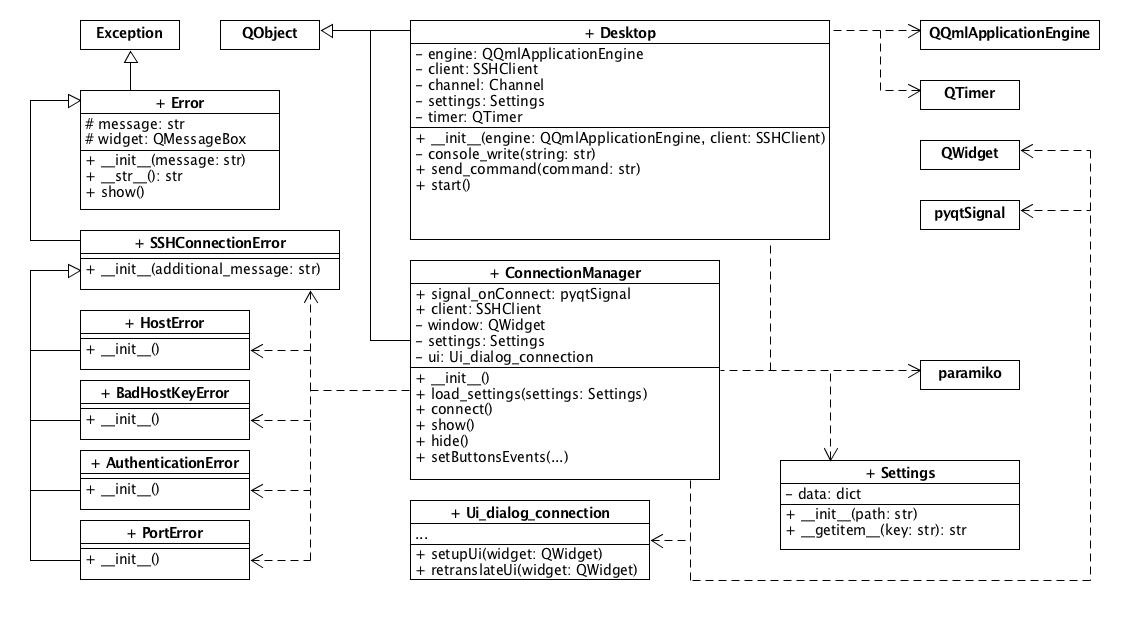 Exception
QObject
+ Desktop
- engine: QQmlApplicationEngine
- client: SSHClient
- channel: Channel
- settings: Settings
- timer: QTimer
+ __init__(engine: QQmlApplicationEngine, client: SSHClient)
- console_write(string: str)
+ send_command(command: str)
+ start()
QQmlApplicationEngine
QTimer
QWidget
pyqtSignal
+ Error
# message: str
# widget: QMessageBox
+ __init__(message: str)
+ __str__(): str
+ show()
+ SSHConnectionError
+ __init__(additional_message: str)
+ HostError
+ __init__()
+ BadHostKeyError
+ __init__()
+ AuthenticationError
+ __init__()
+ PortError
+ __init__()
+ ConnectionManager
+ signal_onConnect: pyqtSignal
+ client: SSHClient
- window: QWidget
- settings: Settings
- ui: Ui_dialog_connection
+ __init__()
+ load_settings(settings: Settings)
+ connect()
+ show()
+ hide()
+ setButtonsEvents(...)
paramiko
+ Settings
- data: dict
+ __init__(path: str)
+ __getitem__(key: str): str
+ Ui_dialog_connection
...
+ setupUi(widget: QWidget)
+ retranslateUi(widget: QWidget)